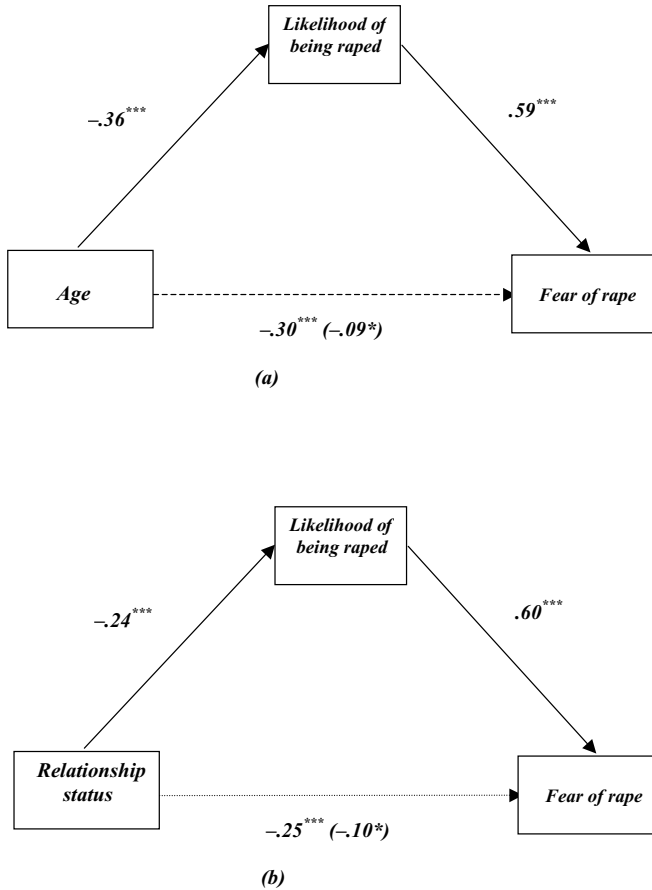 Likelihood of
being raped
–.36***
.59***
Age
Fear of rape
–.30*** (–.09*)
(a)
Likelihood of
being raped
–.24***
.60***
Relationship
status
Fear of rape
–.25*** (–.10*)
(b)